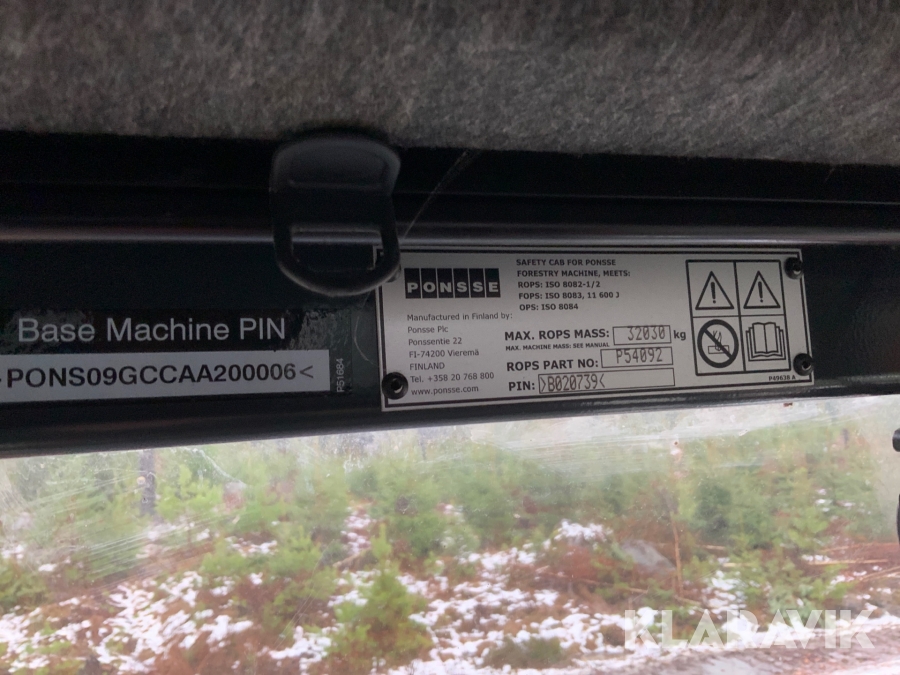 Base Machine PIN
>PONS09GCCAA200006<
P51684
PONSSE
Manufactured in Finland by:
Ponsse Plc
Ponssentie 22
FI-74200 Vieremä
FINLAND
Tel. +358 20 768 800
www.ponsse.com
SAFETY CAB FOR PONSSE
FORESTRY MACHINE, MEETS:
ROPS: ISO 8082-1/2
FOPS: ISO 8083, 11 600 J
OPS: ISO 8084
MAX. ROPS MASS: 32030 kg
MAX. MACHINE MASS: SEE MANUAL
ROPS PART NO: P54092
PIN: >B020739<
P49638 A
KLARAVIK